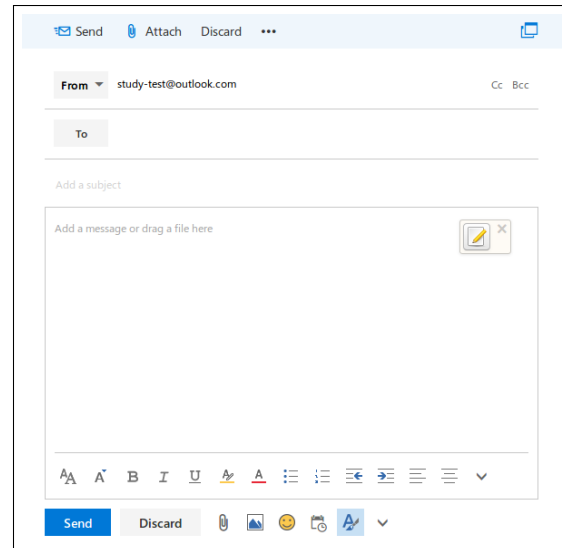 Send Attach Discard •••
From study-test@outlook.com Cc Bcc
To
Add a subject
Add a message or drag a file here
AA A B I U A A
Send Discard A